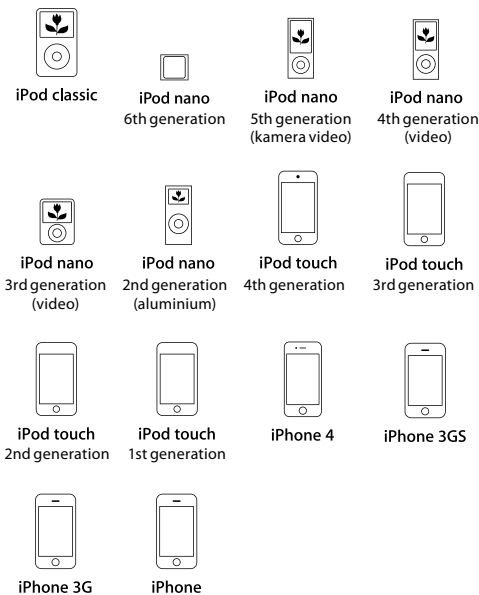 iPod classic
iPod nano
6th generation
iPod nano
5th generation
(kamera video)
iPod nano
4th generation
(video)
iPod nano
3rd generation
(video)
iPod nano
2nd generation
(aluminium)
iPod touch
4th generation
iPod touch
3rd generation
iPod touch
2nd generation
iPod touch
1st generation
iPhone 4
iPhone 3GS
iPhone 3G
iPhone